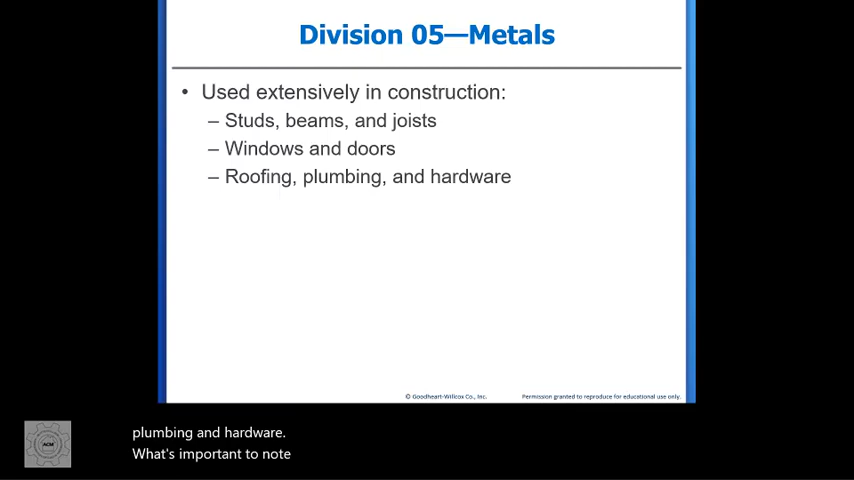 Division 05—Metals
• Used extensively in construction:
– Studs, beams, and joists
– Windows and doors
– Roofing, plumbing, and hardware
© Goodheart-Willcox Co., Inc. Permission granted to reproduce for educational use only.
plumbing and hardware.
What's important to note
ACM